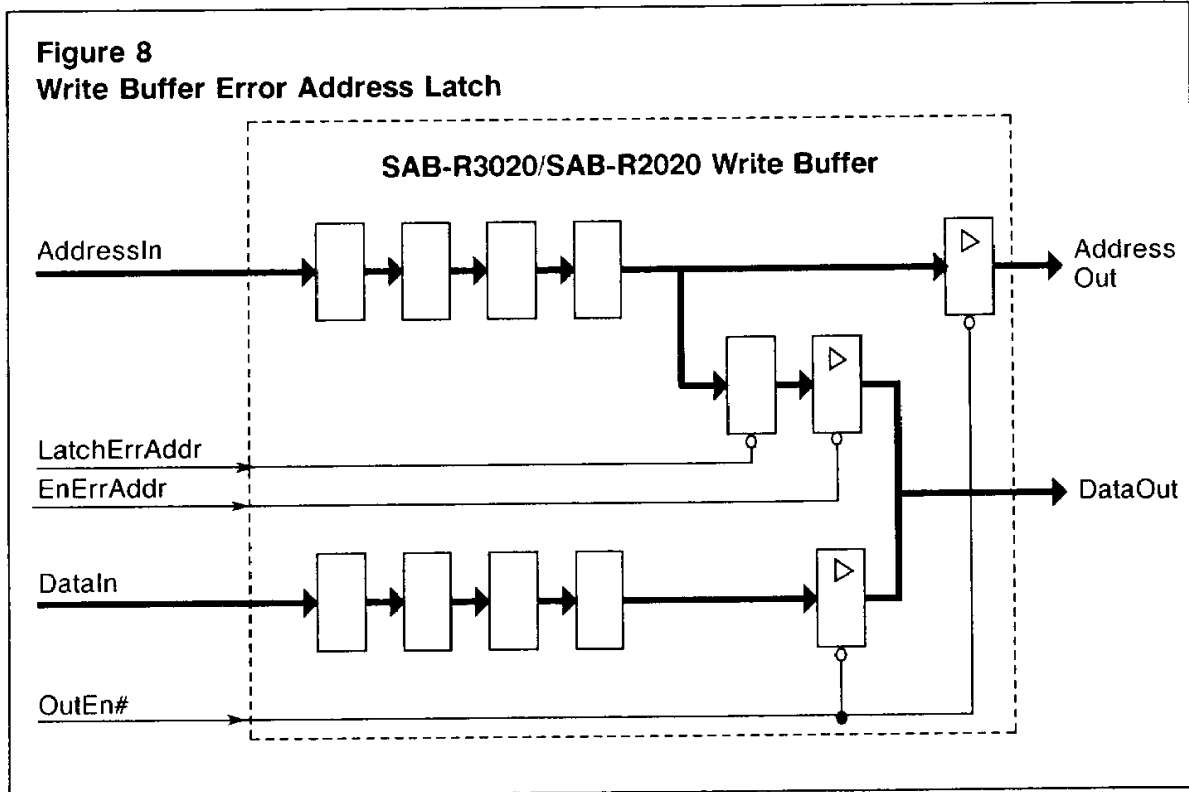 Figure 8
Write Buffer Error Address Latch
SAB-R3020/SAB-R2020 Write Buffer
AddressIn
Address
Out
LatchErrAddr
EnErrAddr
DataOut
DataIn
OutEn#